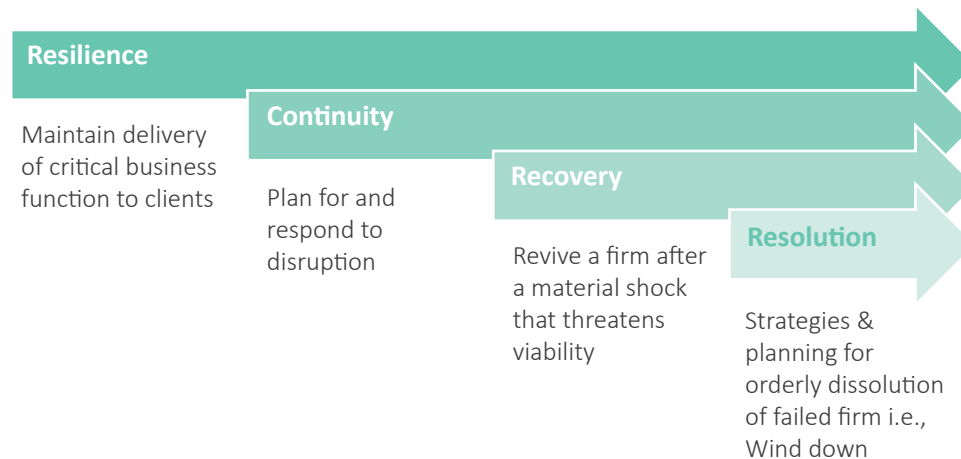 Resilience
Maintain delivery
of critical business
function to clients
Continuity
Plan for and
respond to
disruption
Recovery
Revive a firm after
a material shock
that threatens
viability
Resolution
Strategies &
planning for
orderly dissolution
of failed firm i.e.,
Wind down